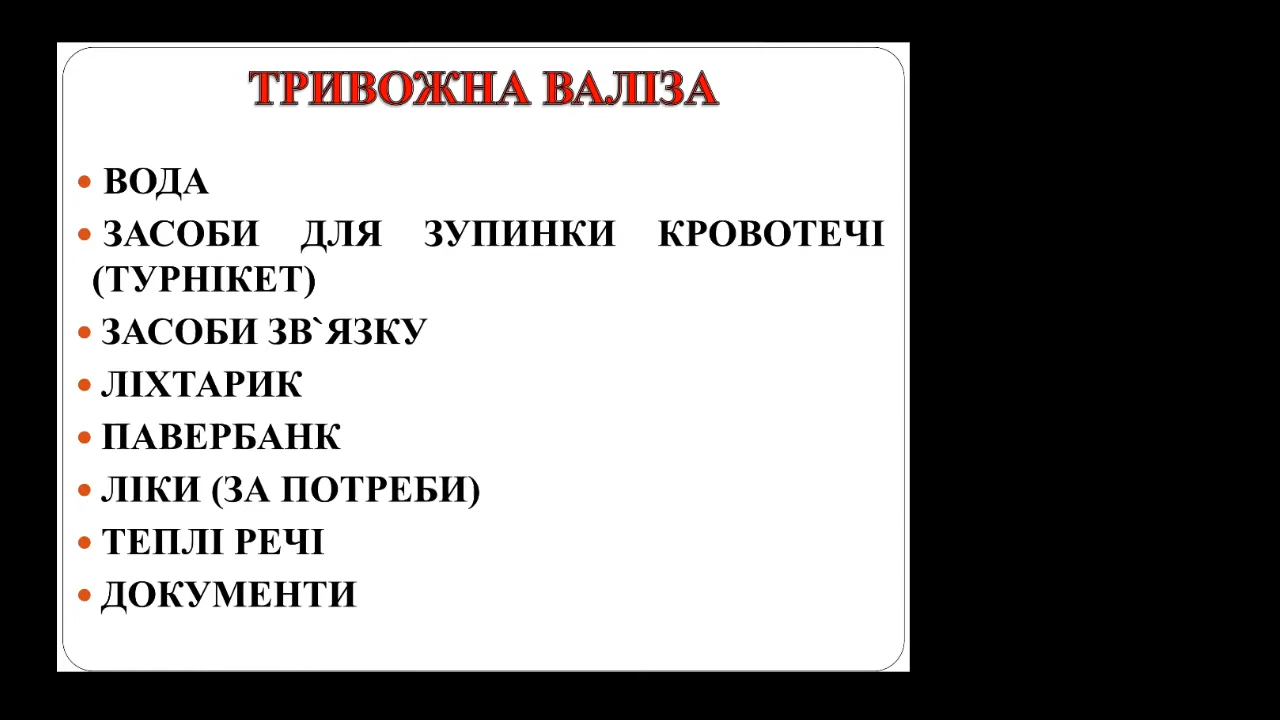 ТРИВОЖНА ВАЛІЗА
• ВОДА
• ЗАСОБИ ДЛЯ ЗУПИНКИ КРОВОТЕЧІ
(ТУРНІКЕТ)
• ЗАСОБИ ЗВ`ЯЗКУ
• ЛІХТАРИК
• ПАВЕРБАНК
• ЛІКИ (ЗА ПОТРЕБИ)
• ТЕПЛІ РЕЧІ
• ДОКУМЕНТИ